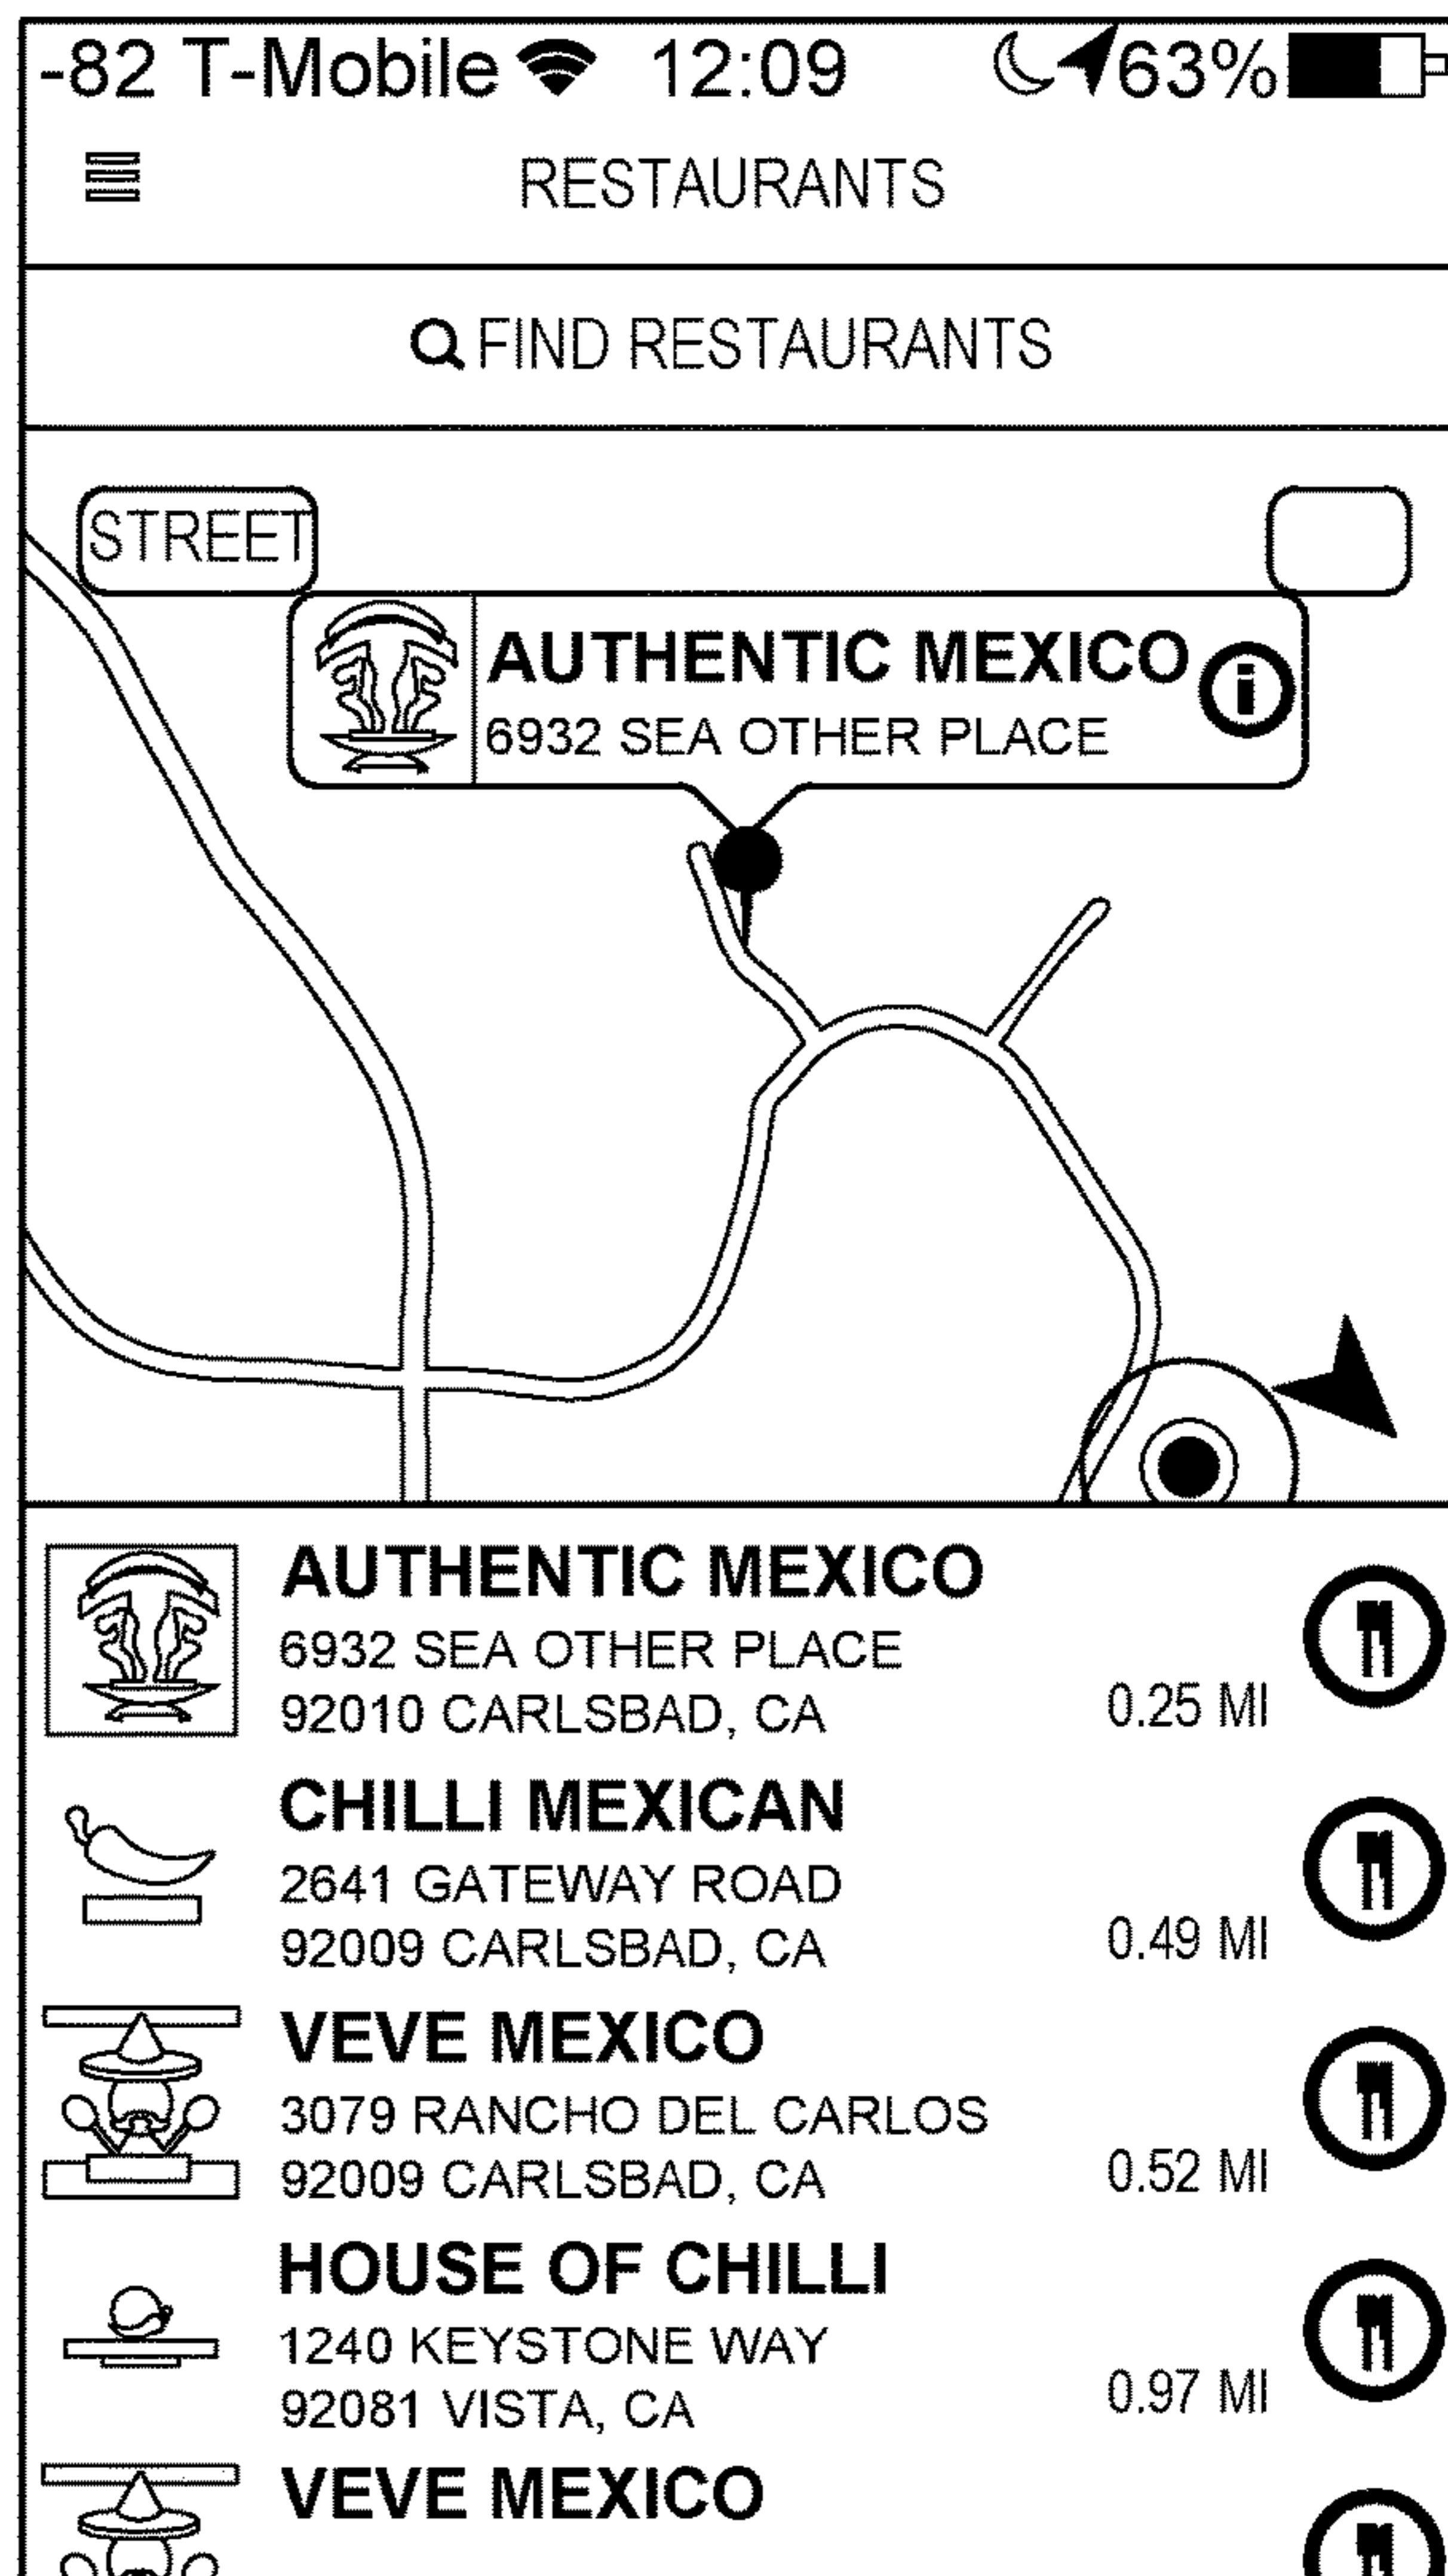 -82 T-Mobile 12:09 63%
RESTAURANTS
FIND RESTAURANTS
STREET
AUTHENTIC MEXICO
6932 SEA OTHER PLACE
i
AUTHENTIC MEXICO
6932 SEA OTHER PLACE
92010 CARLSBAD, CA
0.25 MI
CHILLI MEXICAN
2641 GATEWAY ROAD
92009 CARLSBAD, CA
0.49 MI
VEVE MEXICO
3079 RANCHO DEL CARLOS
92009 CARLSBAD, CA
0.52 MI
HOUSE OF CHILLI
1240 KEYSTONE WAY
92081 VISTA, CA
0.97 MI
VEVE MEXICO